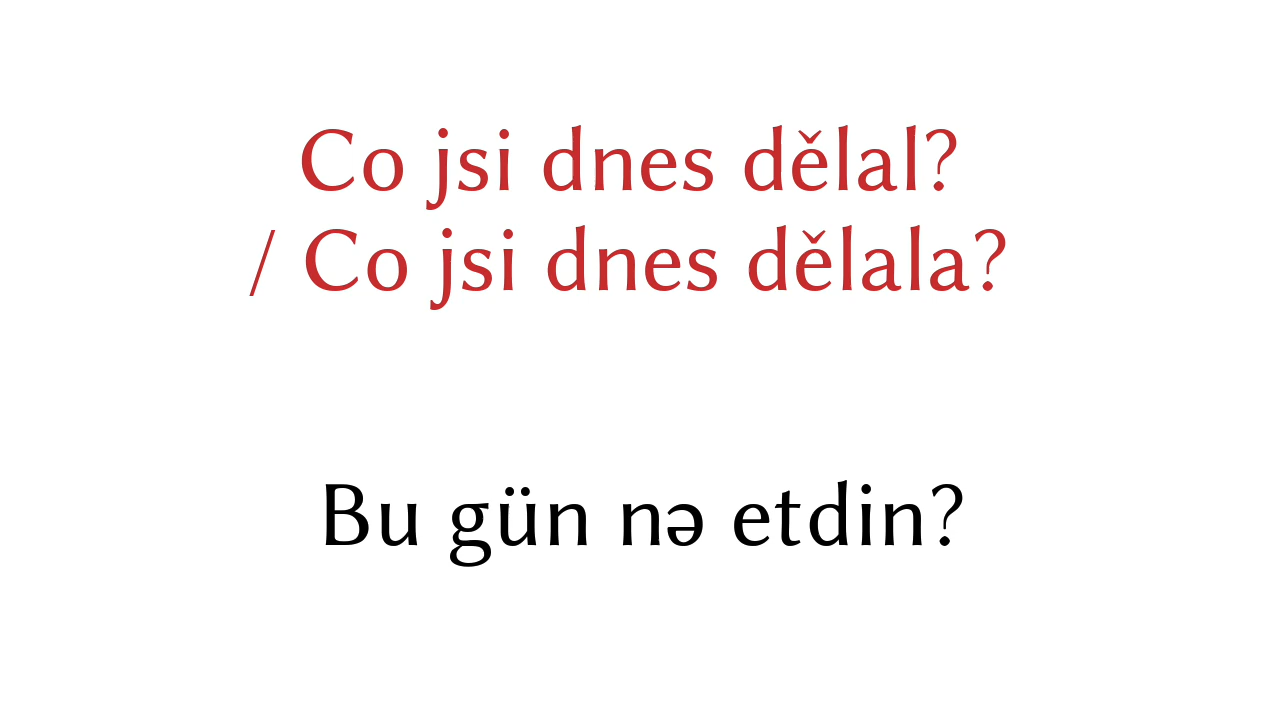 Co jsi dnes dělal?
/ Co jsi dnes dělala?
Bu gün nə etdin?